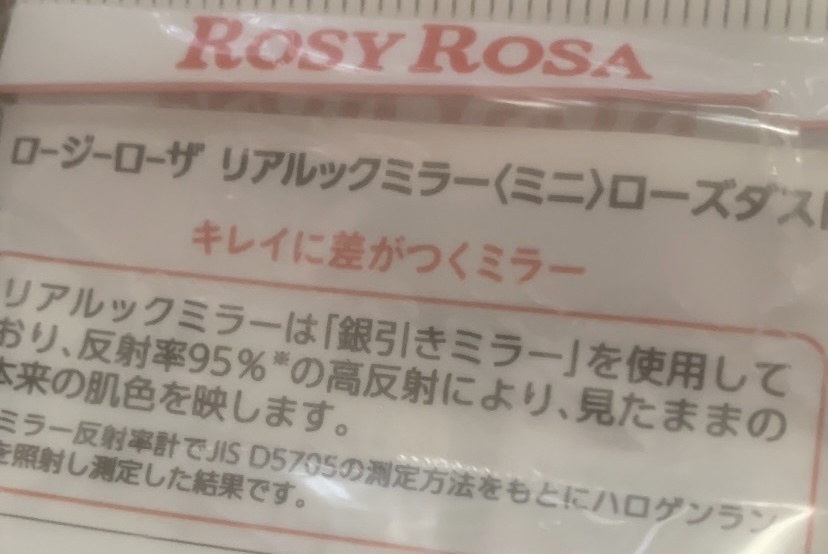 ROSY ROSA
ロージーローザ リアルックミラー〈ミニ〉ローズダス
キレイに差がつくミラー
リアルックミラーは「銀引きミラー」を使用して
おり、反射率95%※の高反射により、見たままの
本来の肌色を映します。
ミラー反射率計でJIS D5705の測定方法をもとにハロゲンラン
を照射し測定した結果です。